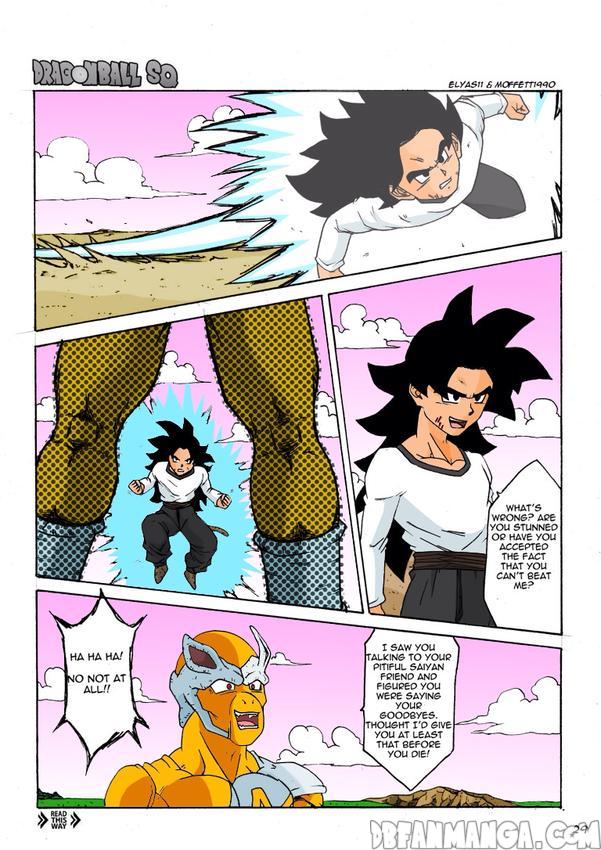 DRAGONBALL SQ
ELYAS11 & MOFFETT1990
WHAT'S
WRONG? ARE
YOU STUNNED
OR HAVE YOU
ACCEPTED
THE FACT
THAT YOU
CAN'T BEAT
ME?
HA HA HA!
NO NOT AT
ALL!!
I SAW YOU
TALKING TO YOUR
PITIFUL SAIYAN
FRIEND AND
FIGURED YOU
WERE SAYING
YOUR
GOODBYES.
THOUGHT I'D GIVE
YOU AT LEAST
THAT BEFORE
YOU DIE!
READ
THIS
WAY
29
DBFANMANGA.COM